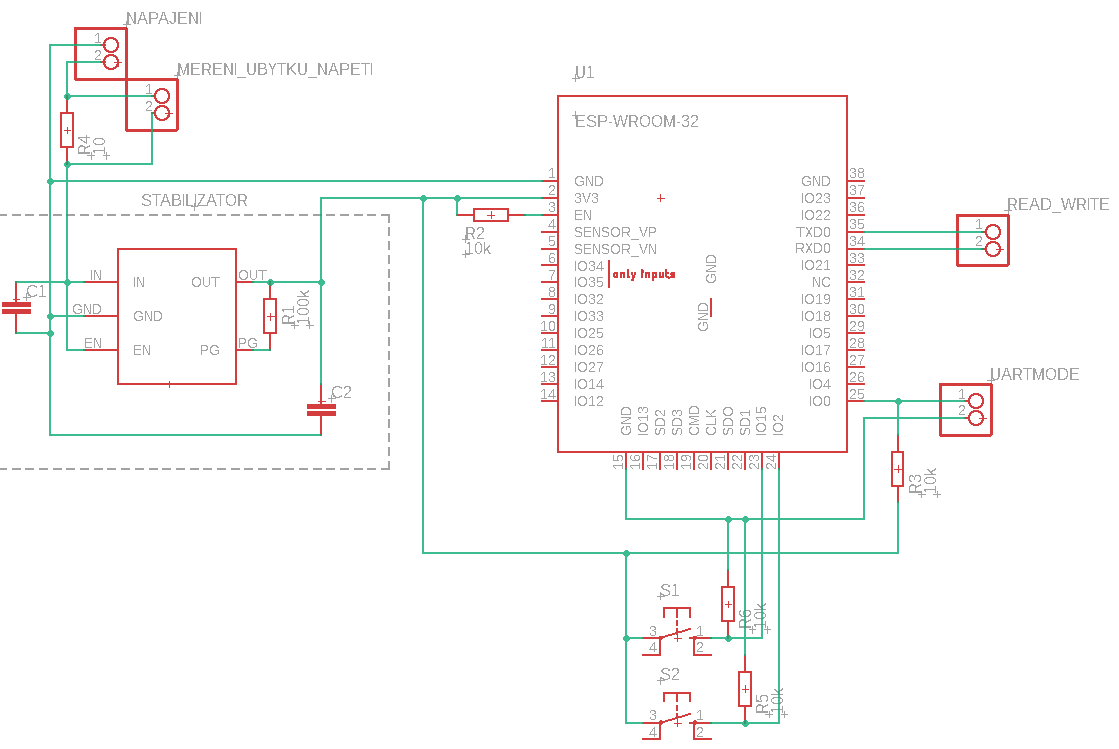 NAPAJENI
1
2
MERENI_UBYTKU_NAPETI
1
2
R4
10
STABILIZATOR
C1
IN
GND
EN
IN
GND
EN
OUT
PG
OUT
PG
R1
100k
C2
R2
10k
U1
ESP-WROOM-32
1 GND
2 3V3
3 EN
4 SENSOR_VP
5 SENSOR_VN
6 IO34
7 IO35
only inputs
8 IO32
9 IO33
10 IO25
11 IO26
12 IO27
13 IO14
14 IO12
GND
GND
GND 38
IO23 37
IO22 36
TXD0 35
RXD0 34
IO21 33
NC 32
IO19 31
IO18 30
IO5 29
IO17 28
IO16 27
IO4 26
IO0 25
GND 15
IO13 16
SD2 17
SD3 18
CMD 19
CLK 20
SDO 21
SD1 22
IO15 23
IO2 24
READ_WRITE
1
2
UARTMODE
1
2
R3
10k
S1
3 1
4 2
R6
10k
S2
3 1
4 2
R5
10k